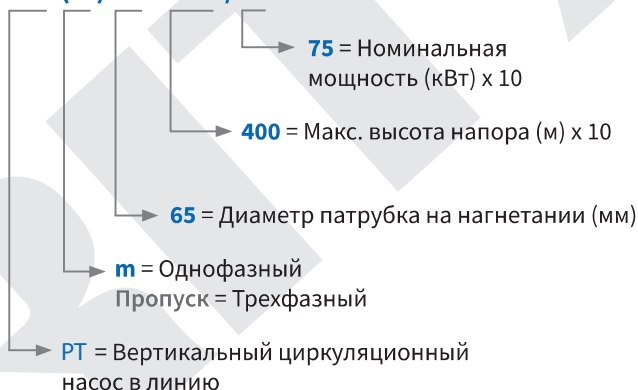 75 = Номинальная
мощность (кВт) x 10
400 = Макс. высота напора (м) x 10
65 = Диаметр патрубка на нагнетании (мм)
m = Однофазный
Пропуск = Трехфазный
PT = Вертикальный циркуляционный
насос в линию